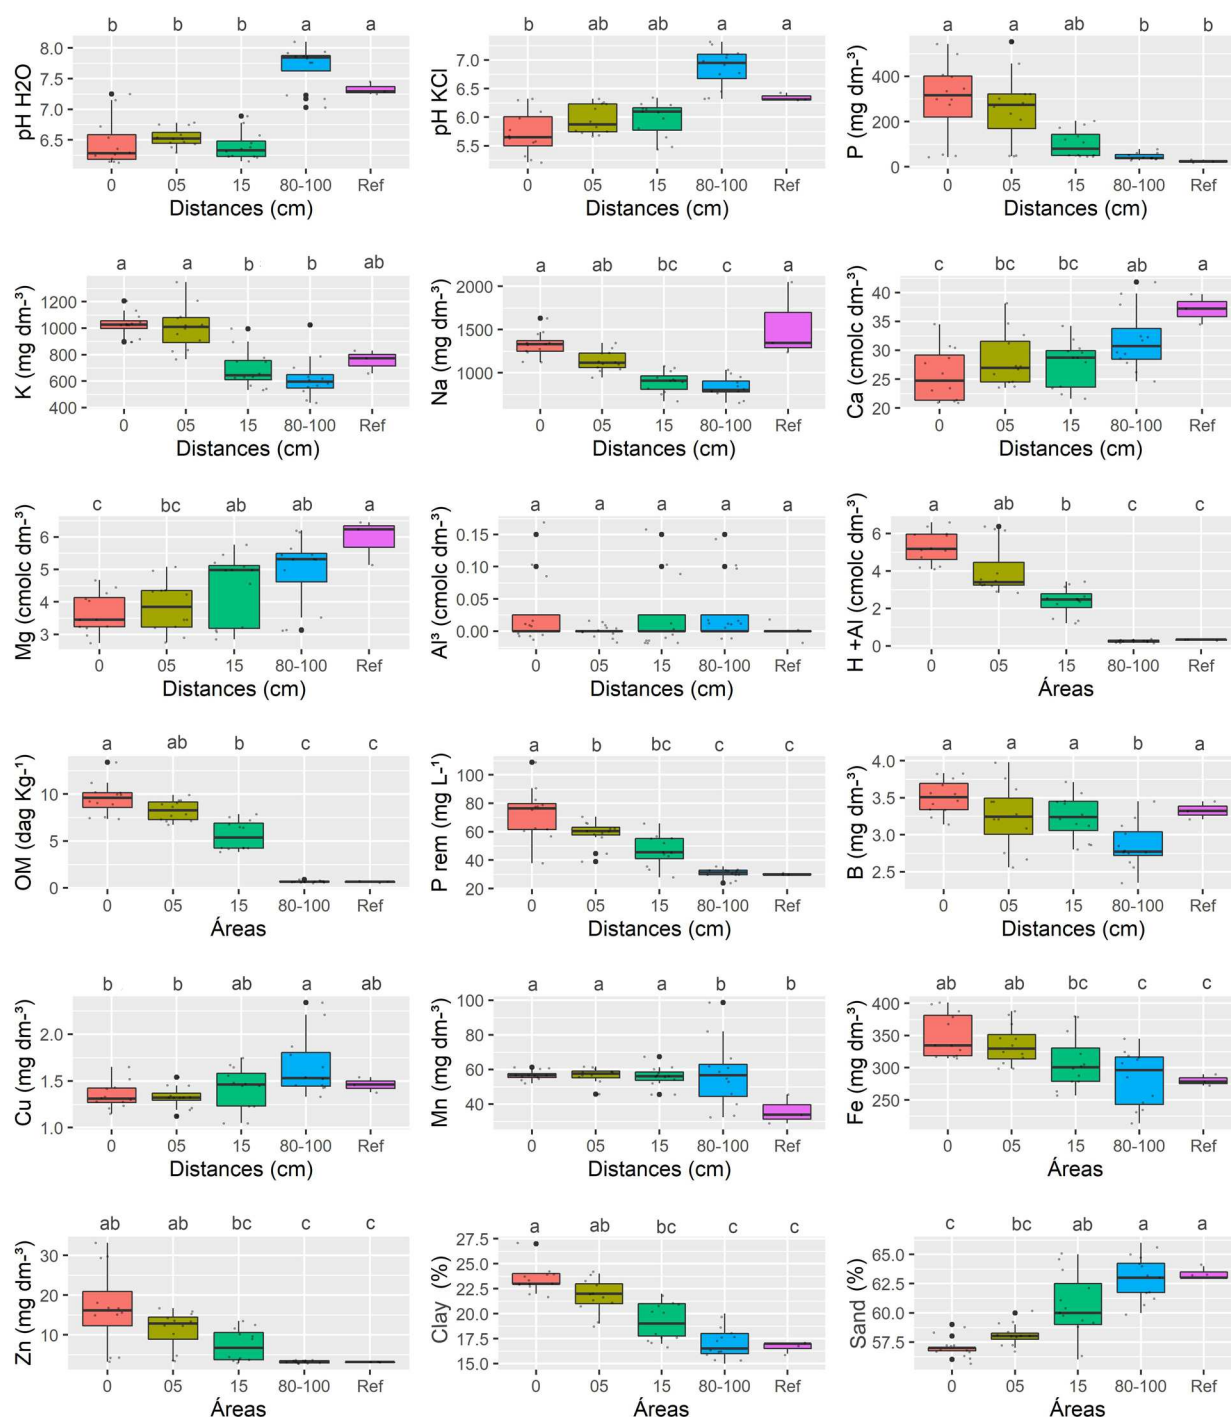 b b b a a
pH H2O
8.0
7.5
7.0
6.5
0 05 15 80-100 Ref
Distances (cm)
b ab ab a a
pH KCl
7.0
6.5
6.0
5.5
0 05 15 80-100 Ref
Distances (cm)
a a ab b b
P (mg dm-³)
400
200
0
0 05 15 80-100 Ref
Distances (cm)
a a b b ab
K (mg dm-³)
1200
1000
800
600
400
0 05 15 80-100 Ref
Distances (cm)
a ab bc c a
Na (mg dm-³)
2000
1500
1000
0 05 15 80-100 Ref
Distances (cm)
c bc bc ab a
Ca (cmolc dm-³)
40
35
30
25
20
0 05 15 80-100 Ref
Distances (cm)
c bc ab ab a
Mg (cmolc dm-³)
6
5
4
3
0 05 15 80-100 Ref
Distances (cm)
a a a a a
Al³ (cmolc dm-³)
0.15
0.10
0.05
0.00
0 05 15 80-100 Ref
Distances (cm)
a ab b c c
H +Al (cmolc dm-³)
6
4
2
0
0 05 15 80-100 Ref
Áreas
a ab b c c
OM (dag Kg-¹)
10
5
0
0 05 15 80-100 Ref
Áreas
a b bc c c
P rem (mg L-¹)
100
80
60
40
20
0 05 15 80-100 Ref
Distances (cm)
a a a b a
B (mg dm-³)
4.0
3.5
3.0
2.5
0 05 15 80-100 Ref
Distances (cm)
b b ab a ab
Cu (mg dm-³)
2.0
1.5
1.0
0 05 15 80-100 Ref
Distances (cm)
a a a b b
Mn (mg dm-³)
100
80
60
40
0 05 15 80-100 Ref
Distances (cm)
ab ab bc c c
Fe (mg dm-³)
400
350
300
250
0 05 15 80-100 Ref
Áreas
ab ab bc c c
Zn (mg dm-³)
30
20
10
0 05 15 80-100 Ref
Áreas
a ab bc c c
Clay (%)
27.5
25.0
22.5
20.0
17.5
15.0
0 05 15 80-100 Ref
Áreas
c bc ab a a
Sand (%)
65.0
62.5
60.0
57.5
0 05 15 80-100 Ref
Áreas